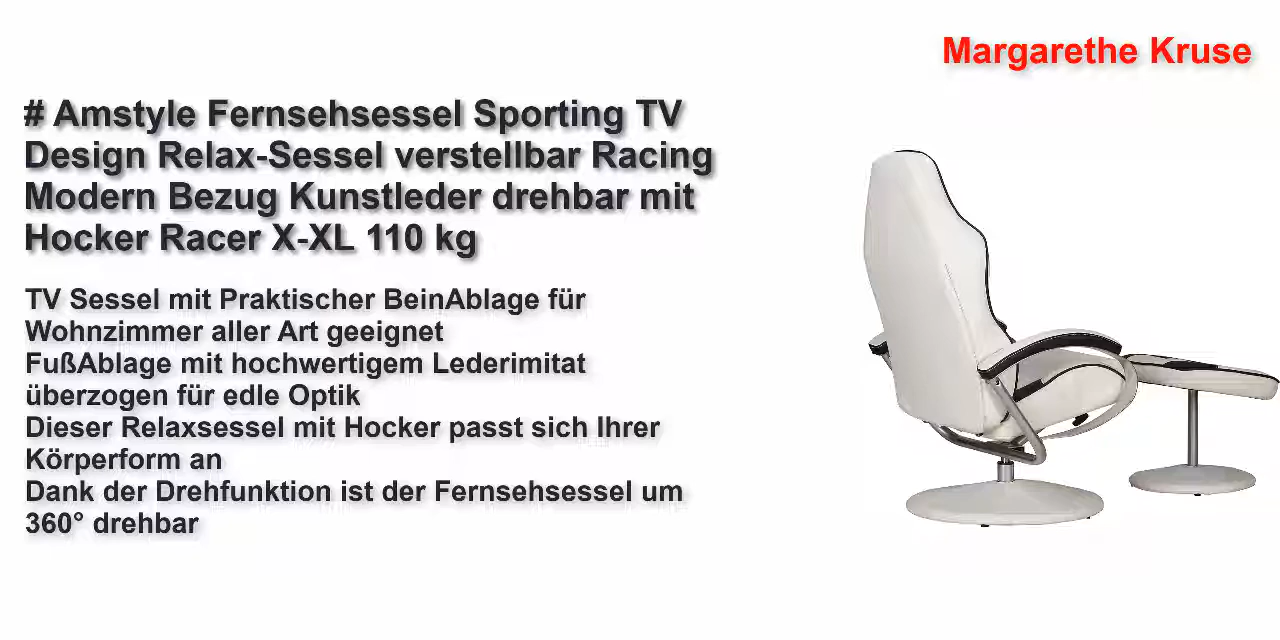 Margarethe Kruse
# Amstyle Fernsehsessel Sporting TV
Design Relax-Sessel verstellbar Racing
Modern Bezug Kunstleder drehbar mit
Hocker Racer X-XL 110 kg
TV Sessel mit Praktischer BeinAblage für
Wohnzimmer aller Art geeignet
FußAblage mit hochwertigem Lederimitat
überzogen für edle Optik
Dieser Relaxsessel mit Hocker passt sich Ihrer
Körperform an
Dank der Drehfunktion ist der Fernsehsessel um
360° drehbar